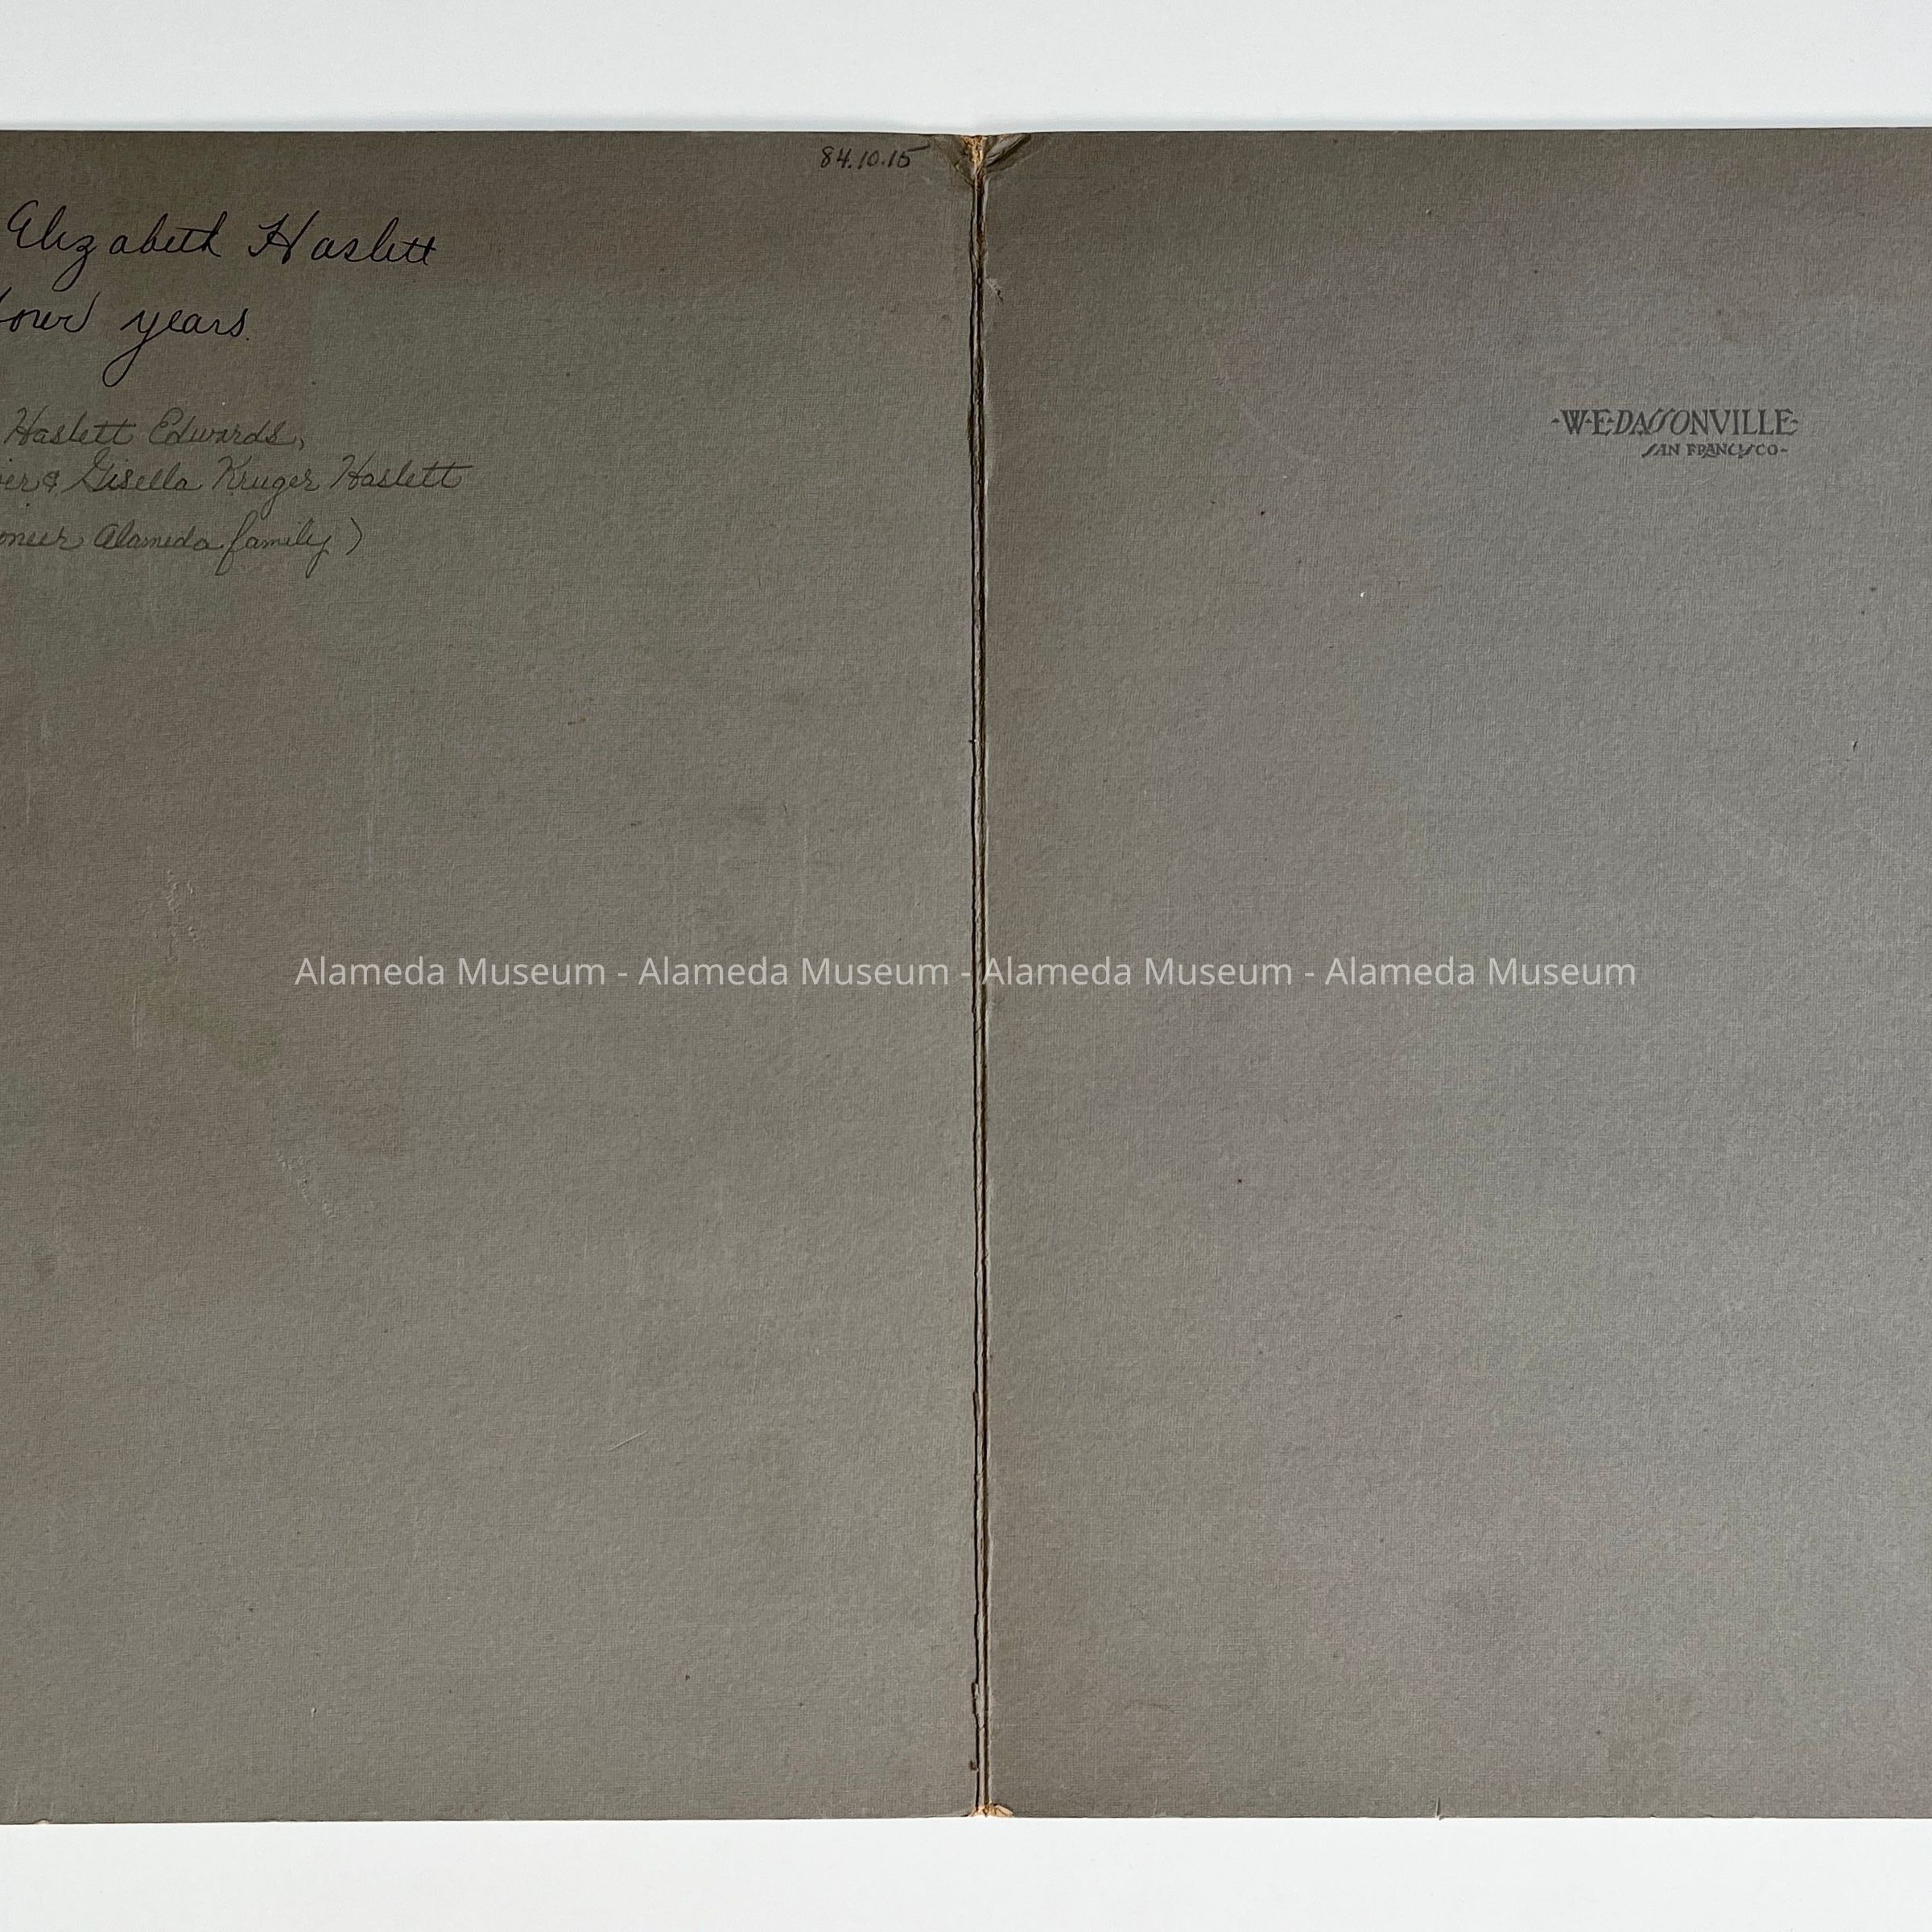 84.10.15
Elizabeth Haslett
years.
Haslett Edwards,
& Gisella Kruger Haslett
Alameda family)
-W·E·DASSONVILLE-
SAN FRANCISCO-
Alameda Museum - Alameda Museum - Alameda Museum - Alameda Museum